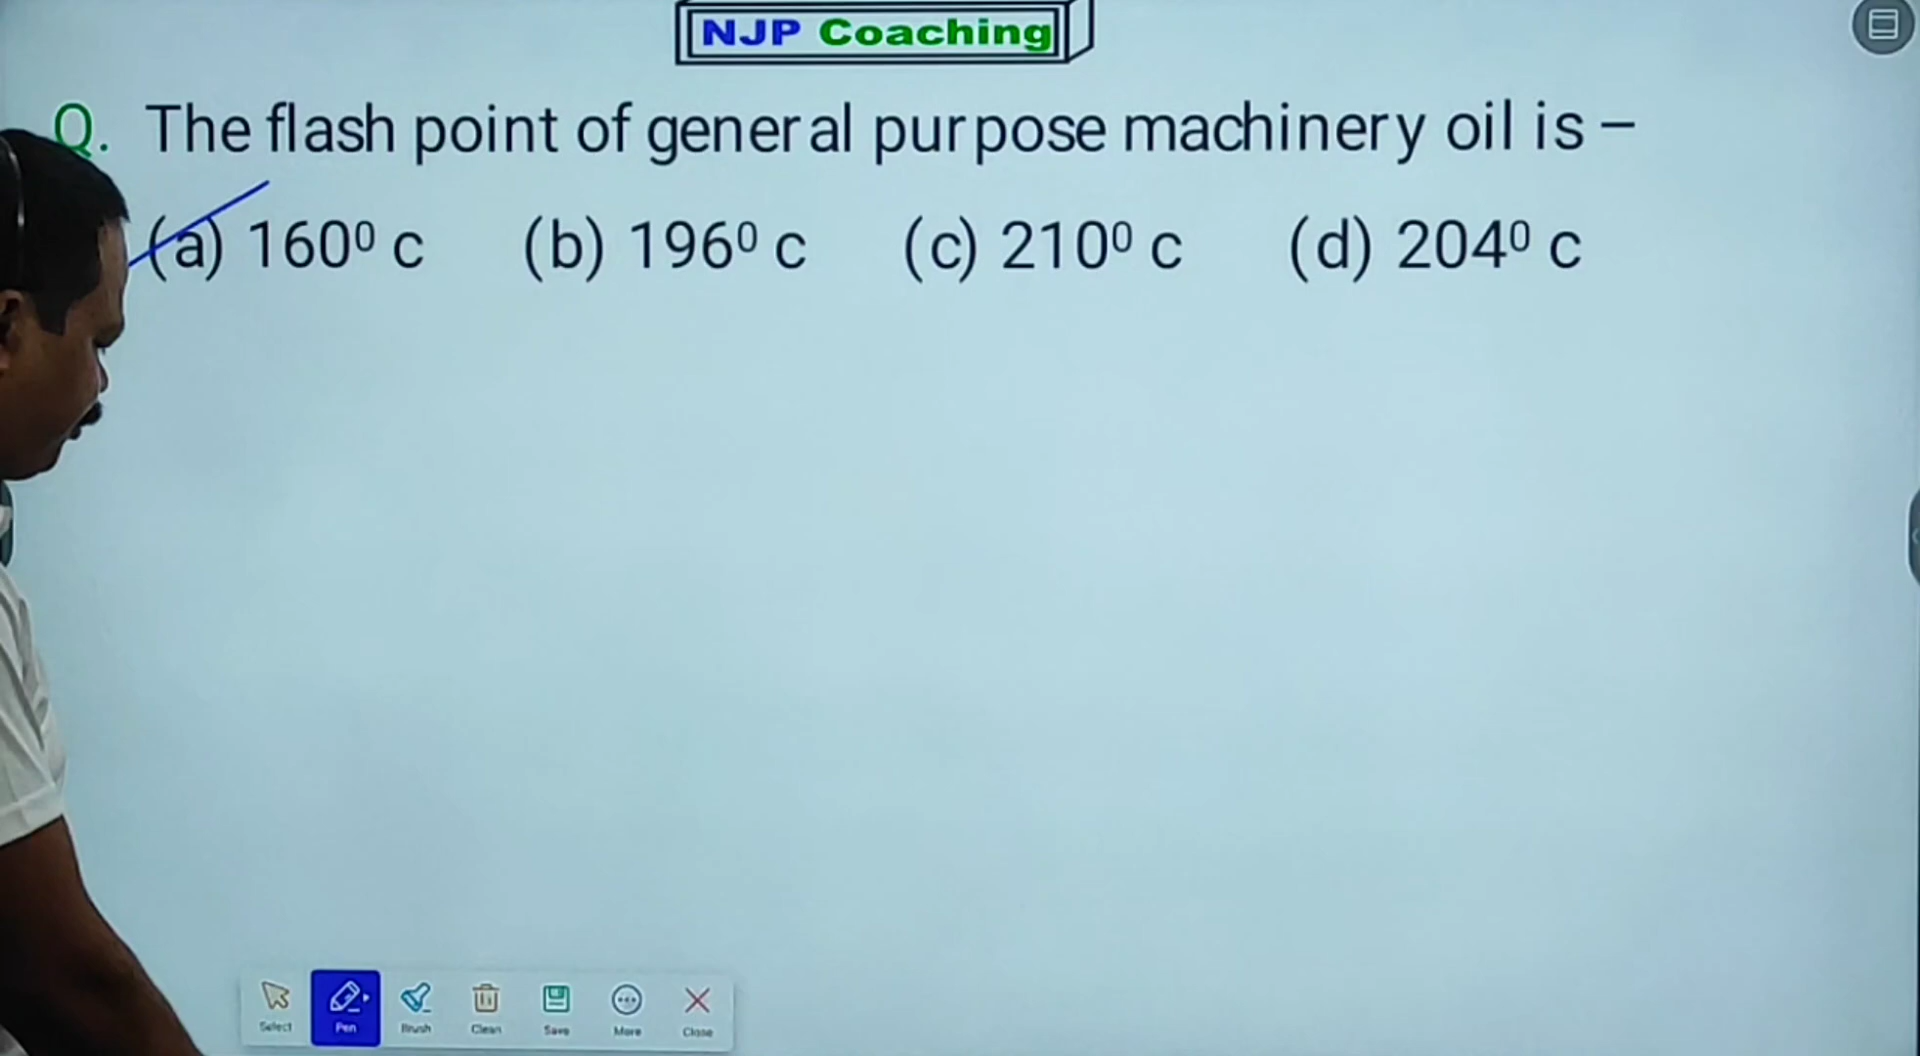 NJP Coaching
Q. The flash point of general purpose machinery oil is –
(a) 160⁰ c (b) 196⁰ c (c) 210⁰ c (d) 204⁰ c
Select Pen Brush Clean Save More Close